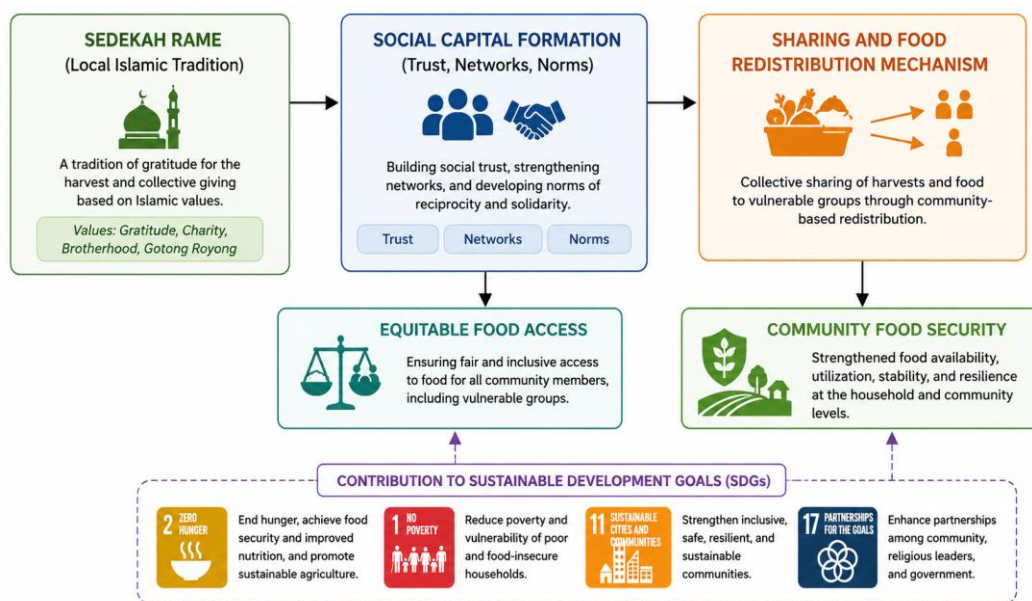 SEDEKAH RAME
(Local Islamic Tradition)
A tradition of gratitude for the
harvest and collective giving
based on Islamic values.
Values: Gratitude, Charity,
Brotherhood, Gotong Royong
SOCIAL CAPITAL FORMATION
(Trust, Networks, Norms)
Building social trust, strengthening
networks, and developing norms of
reciprocity and solidarity.
Trust
Networks
Norms
SHARING AND FOOD
REDISTRIBUTION MECHANISM
Collective sharing of harvests and food
to vulnerable groups through community-
based redistribution.
EQUITABLE FOOD ACCESS
Ensuring fair and inclusive access
to food for all community members,
including vulnerable groups.
COMMUNITY FOOD SECURITY
Strengthened food availability,
utilization, stability, and resilience
at the household and community
levels.
CONTRIBUTION TO SUSTAINABLE DEVELOPMENT GOALS (SDGs)
2 ZERO
HUNGER
End hunger, achieve food
security and improved
nutrition, and promote
sustainable agriculture.
1 NO
POVERTY
Reduce poverty and
vulnerability of poor
and food-insecure
households.
11 SUSTAINABLE
CITIES AND
COMMUNITIES
Strengthen inclusive,
safe, resilient, and
sustainable
communities.
17 PARTNERSHIPS
FOR THE GOALS
Enhance partnerships
among community,
religious leaders,
and government.